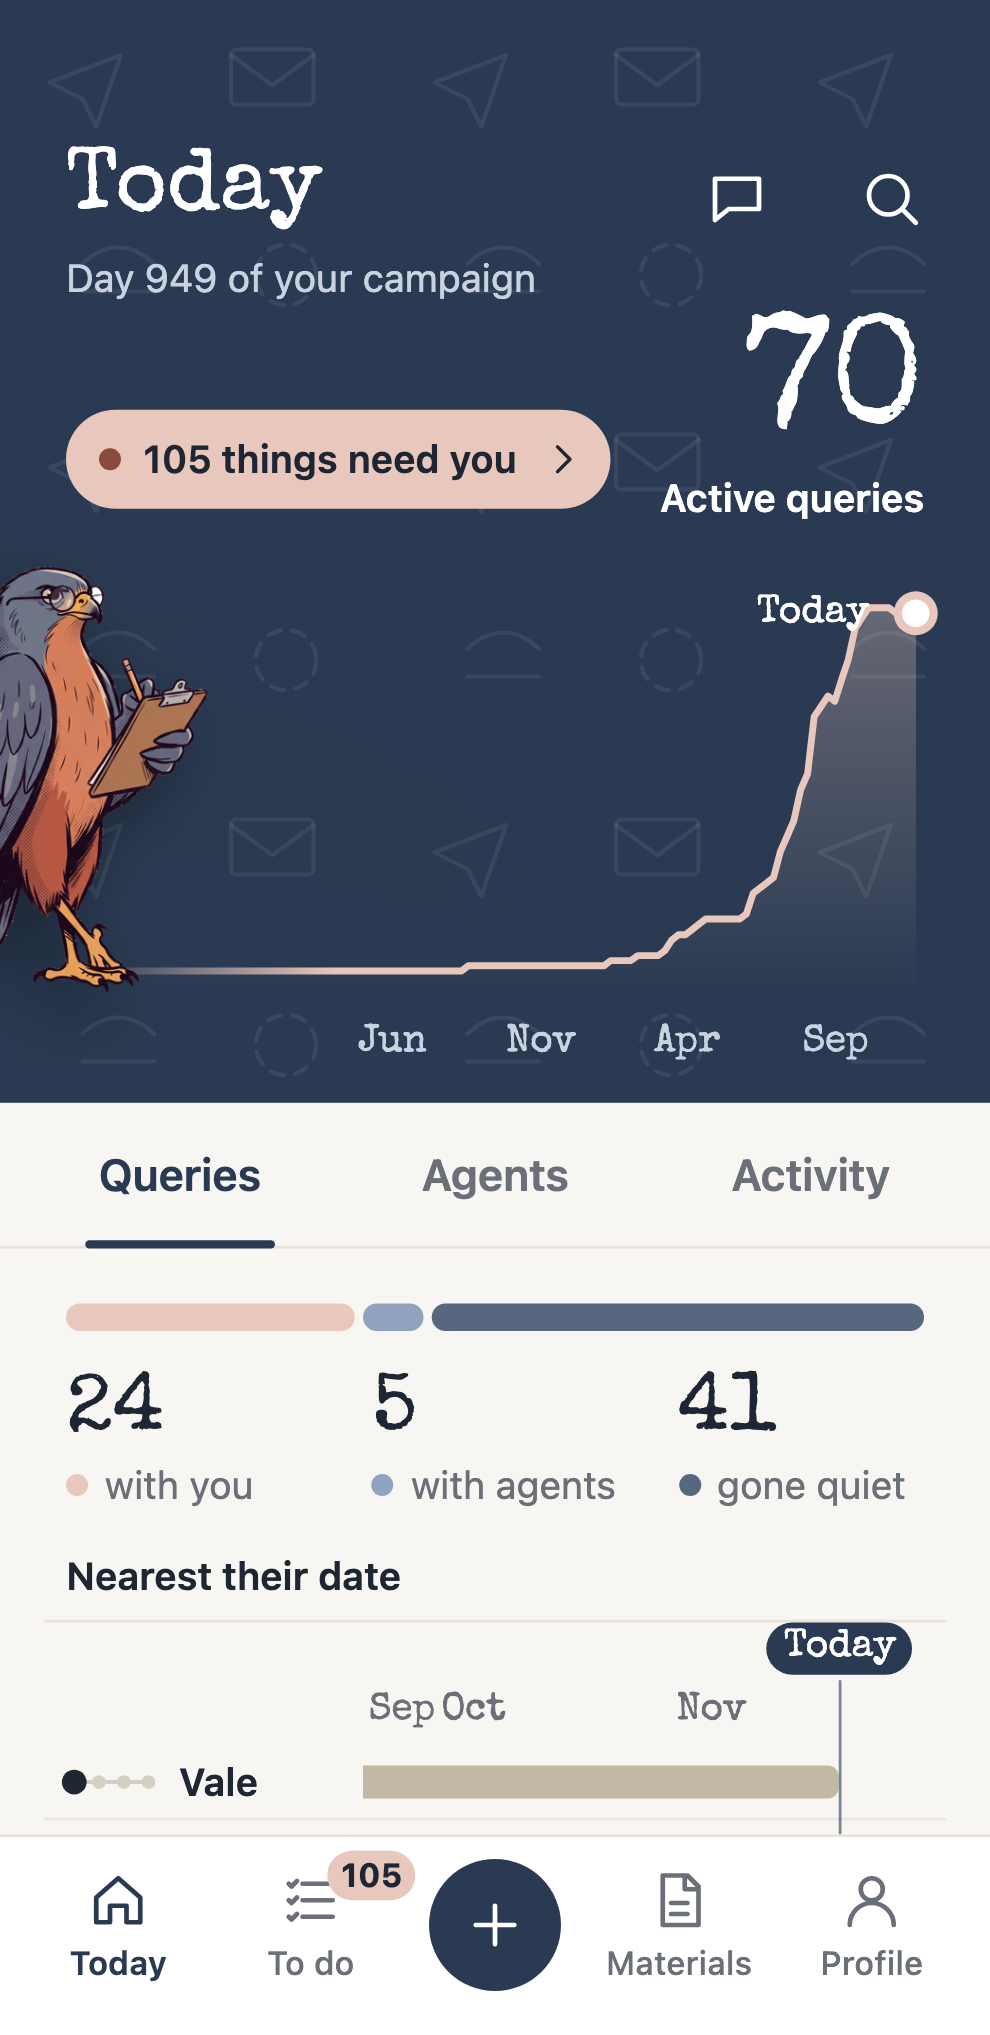 Today
Day 949 of your campaign
70
105 things need you
Active queries
Today
Jun Nov Apr Sep
Queries Agents Activity
24 5 41
with you with agents gone quiet
Nearest their date
Today
Sep Oct Nov
Vale
105
Today To do Materials Profile